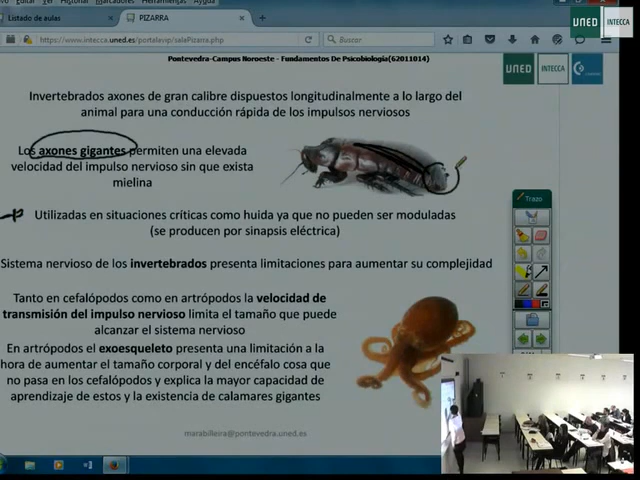 Editar Ver Historial Marcadores Herramientas Ayuda
Listado de aulas
PIZARRA
https://www.intecca.uned.es/portalavip/salePizarra.php
Buscar
UNED
INTECCA
Pontevedra-Campus Noroeste - Fundamentos De Psicobiología(62011014)
UNED
INTECCA
Invertebrados axones de gran calibre dispuestos longitudinalmente a lo largo del
animal para una conducción rápida de los impulsos nerviosos
Los axones gigantes permiten una elevada
velocidad del impulso nervioso sin que exista
mielina
Trazo
Utilizadas en situaciones críticas como huida ya que no pueden ser moduladas
(se producen por sinapsis eléctrica)
Sistema nervioso de los invertebrados presenta limitaciones para aumentar su complejidad
Tanto en cefalópodos como en artrópodos la velocidad de
transmisión del impulso nervioso limita el tamaño que puede
alcanzar el sistema nervioso
En artrópodos el exoesqueleto presenta una limitación a la
hora de aumentar el tamaño corporal y del encéfalo cosa que
no pasa en los cefalópodos y explica la mayor capacidad de
aprendizaje de estos y la existencia de calamares gigantes
marabilleira@pontevedra.uned.es